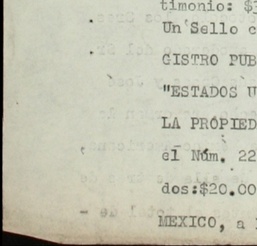 timonio: $
Un Sello c
GISTRO PUB
"ESTADOS U
LA PROPIED
el Núm. 22
dos:$20.00
MEXICO, a